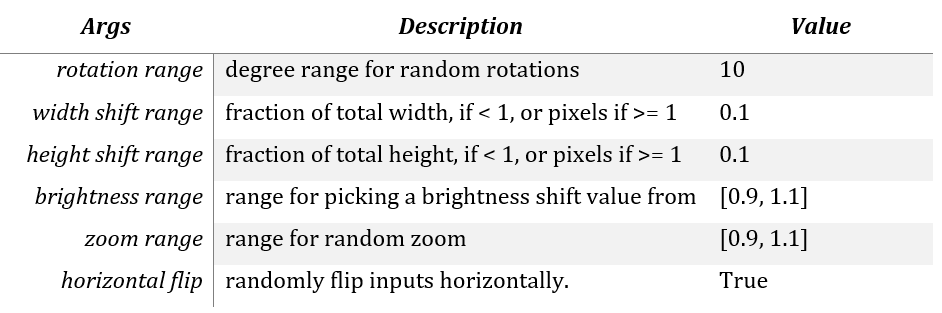 Args Description Value
rotation range degree range for random rotations 10
width shift range fraction of total width, if < 1, or pixels if >= 1 0.1
height shift range fraction of total height, if < 1, or pixels if >= 1 0.1
brightness range range for picking a brightness shift value from [0.9, 1.1]
zoom range range for random zoom [0.9, 1.1]
horizontal flip randomly flip inputs horizontally. True